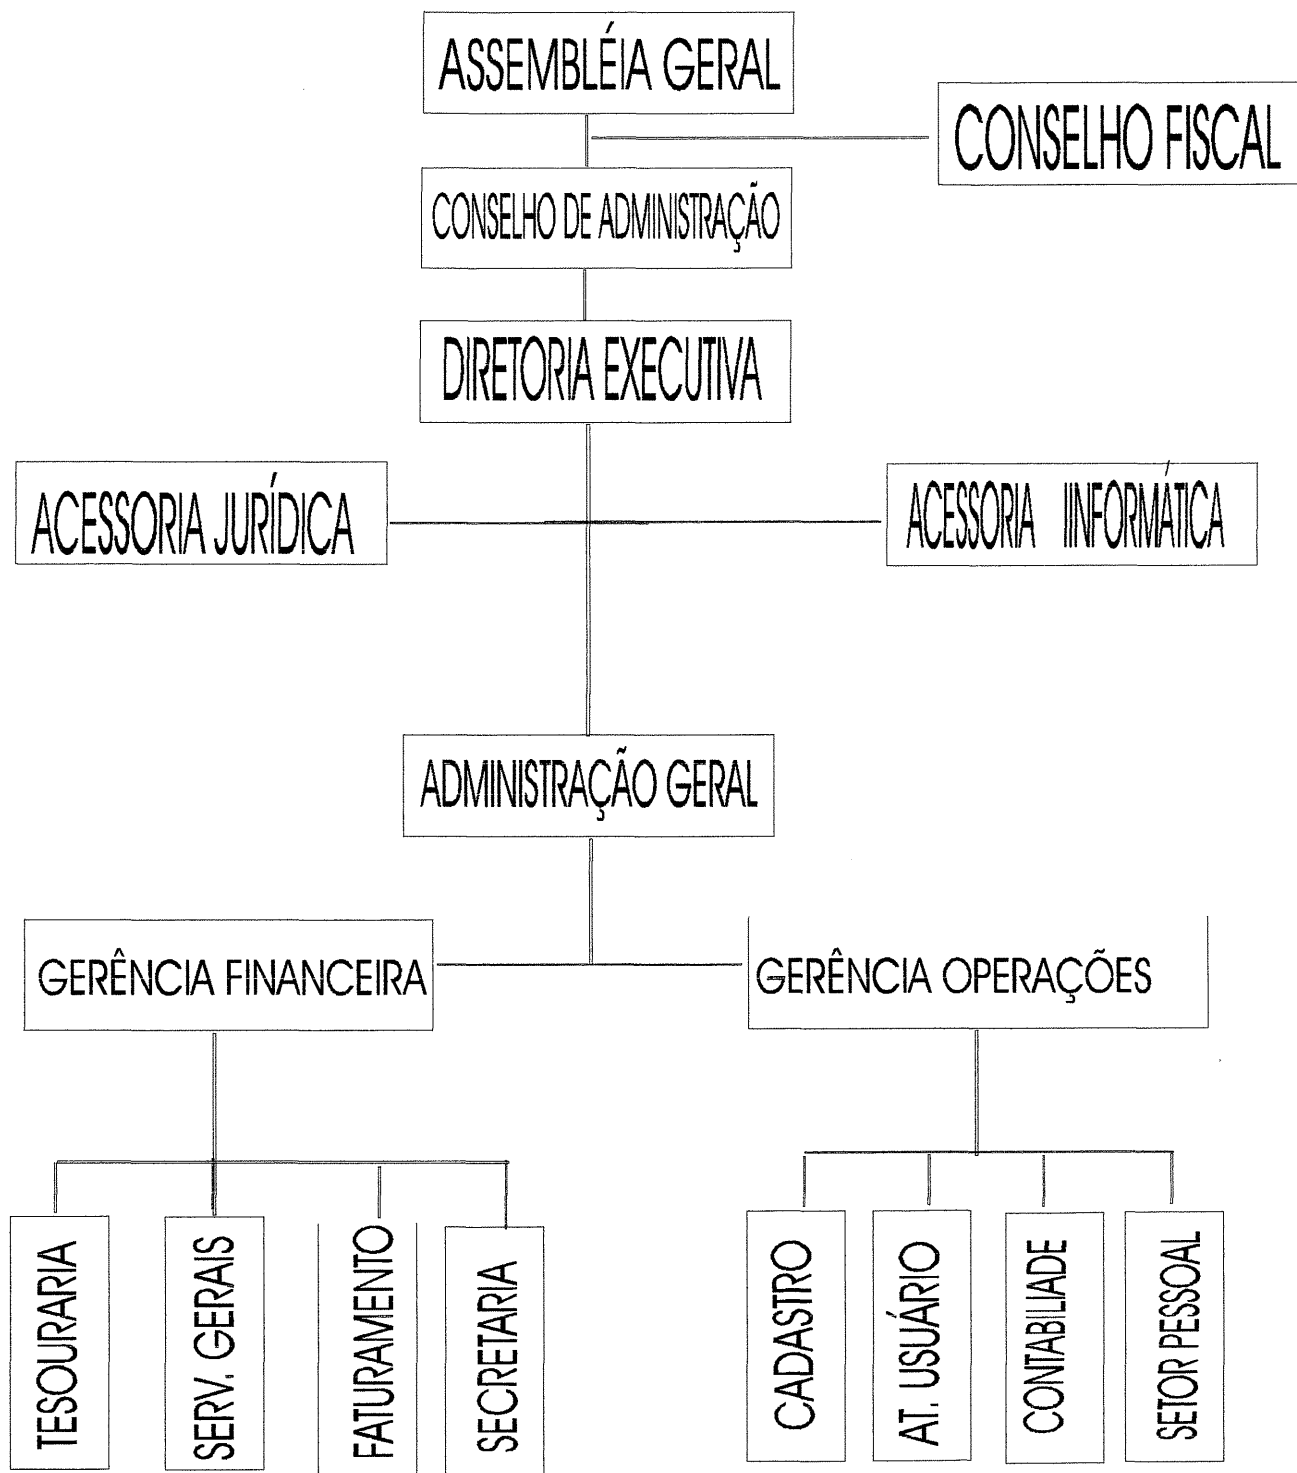 ASSEMBLÉIA GERAL
CONSELHO FISCAL
CONSELHO DE ADMINISTRAÇÃO
DIRETORIA EXECUTIVA
ACESSORIA JURÍDICA
ACESSORIA IINFORMÁTICA
ADMINISTRAÇÃO GERAL
GERÊNCIA FINANCEIRA
GERÊNCIA OPERAÇÕES
TESOURARIA
SERV. GERAIS
FATURAMENTO
SECRETARIA
CADASTRO
AT. USUÁRIO
CONTABILIADE
SETOR PESSOAL